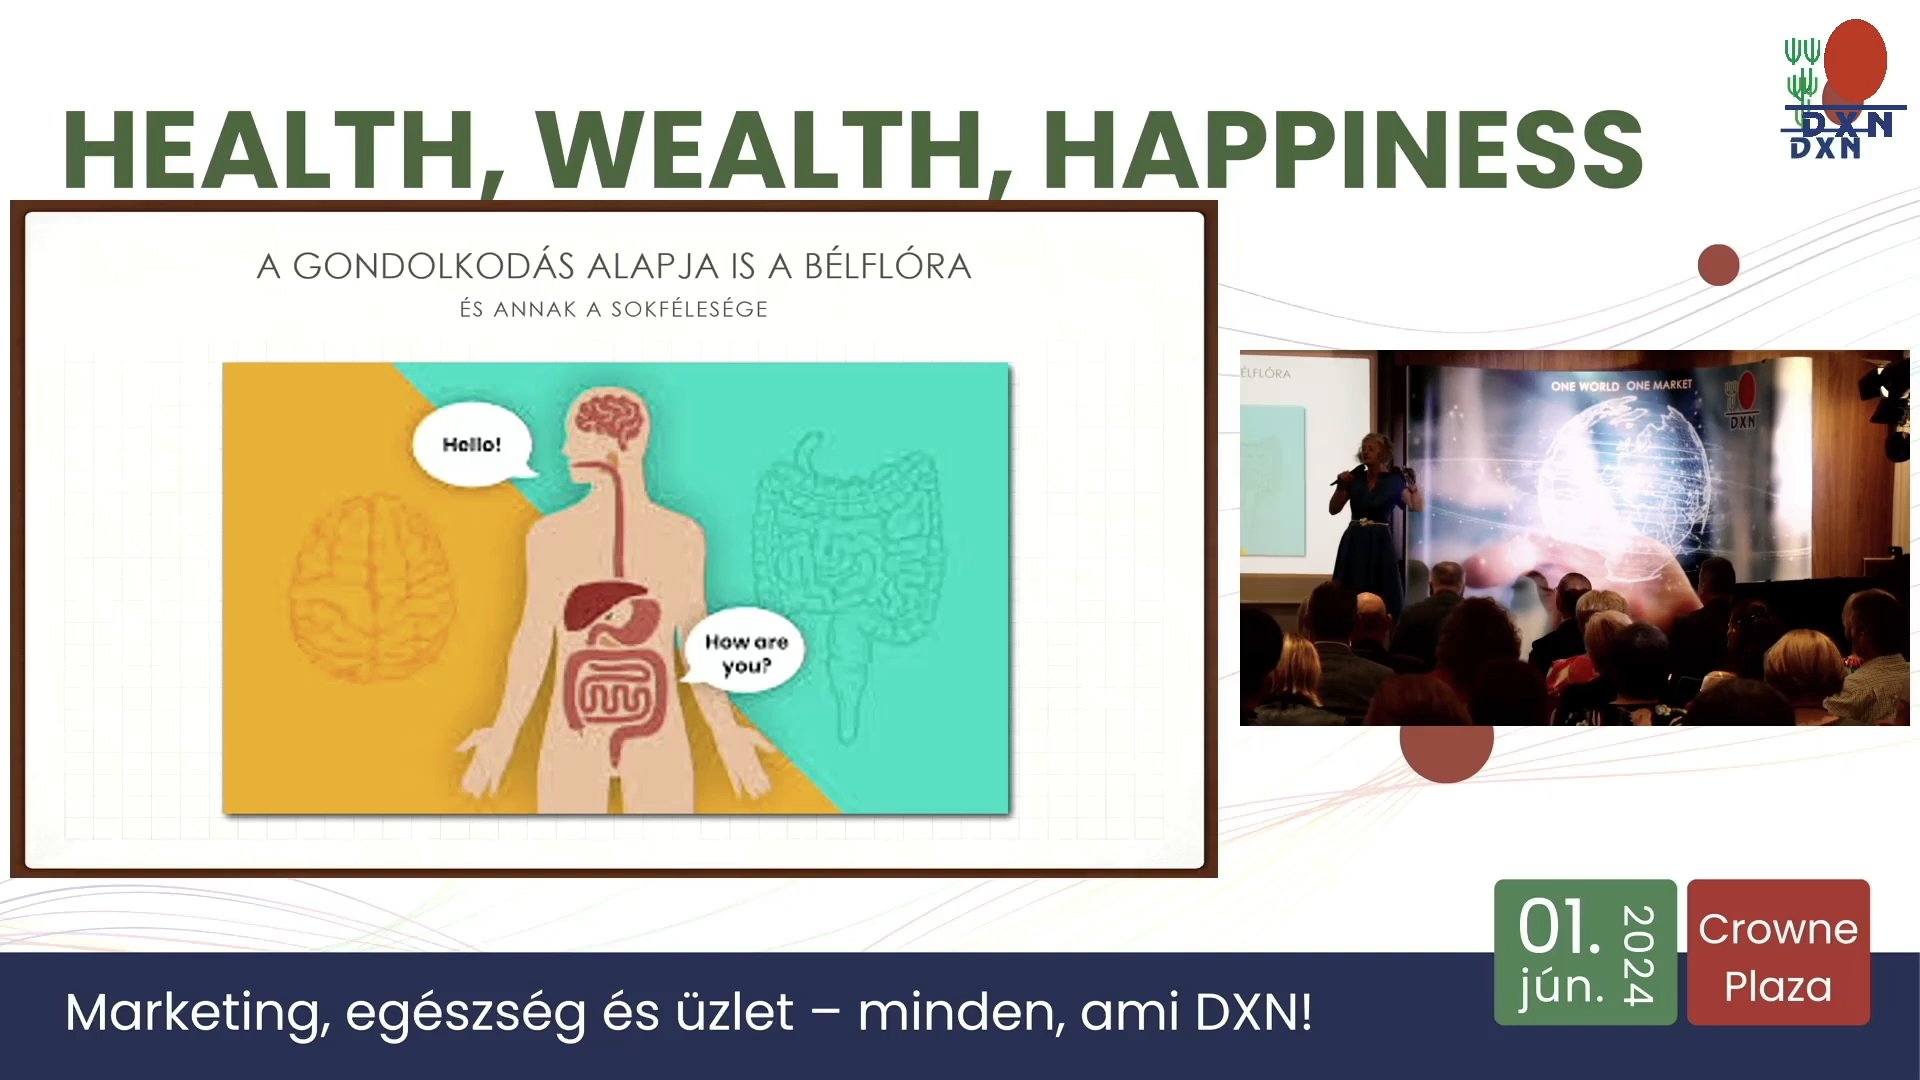 HEALTH, WEALTH, HAPPINESS
DXN
DXN
A GONDOLKODÁS ALAPJA IS A BÉLFLÓRA
ÉS ANNAK A SOKFÉLESÉGE
Hello!
How are
you?
ÉLFLÓRA
ONE WORLD ONE MARKET
DXN
01.
jún.
2024
Crowne
Plaza
Marketing, egészség és üzlet – minden, ami DXN!